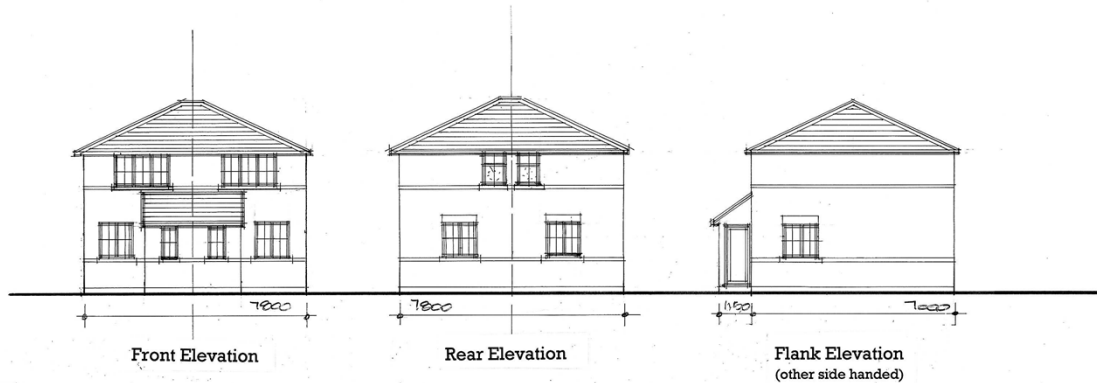 7800
7800
1150
7000
Front Elevation
Rear Elevation
Flank Elevation
(other side handed)